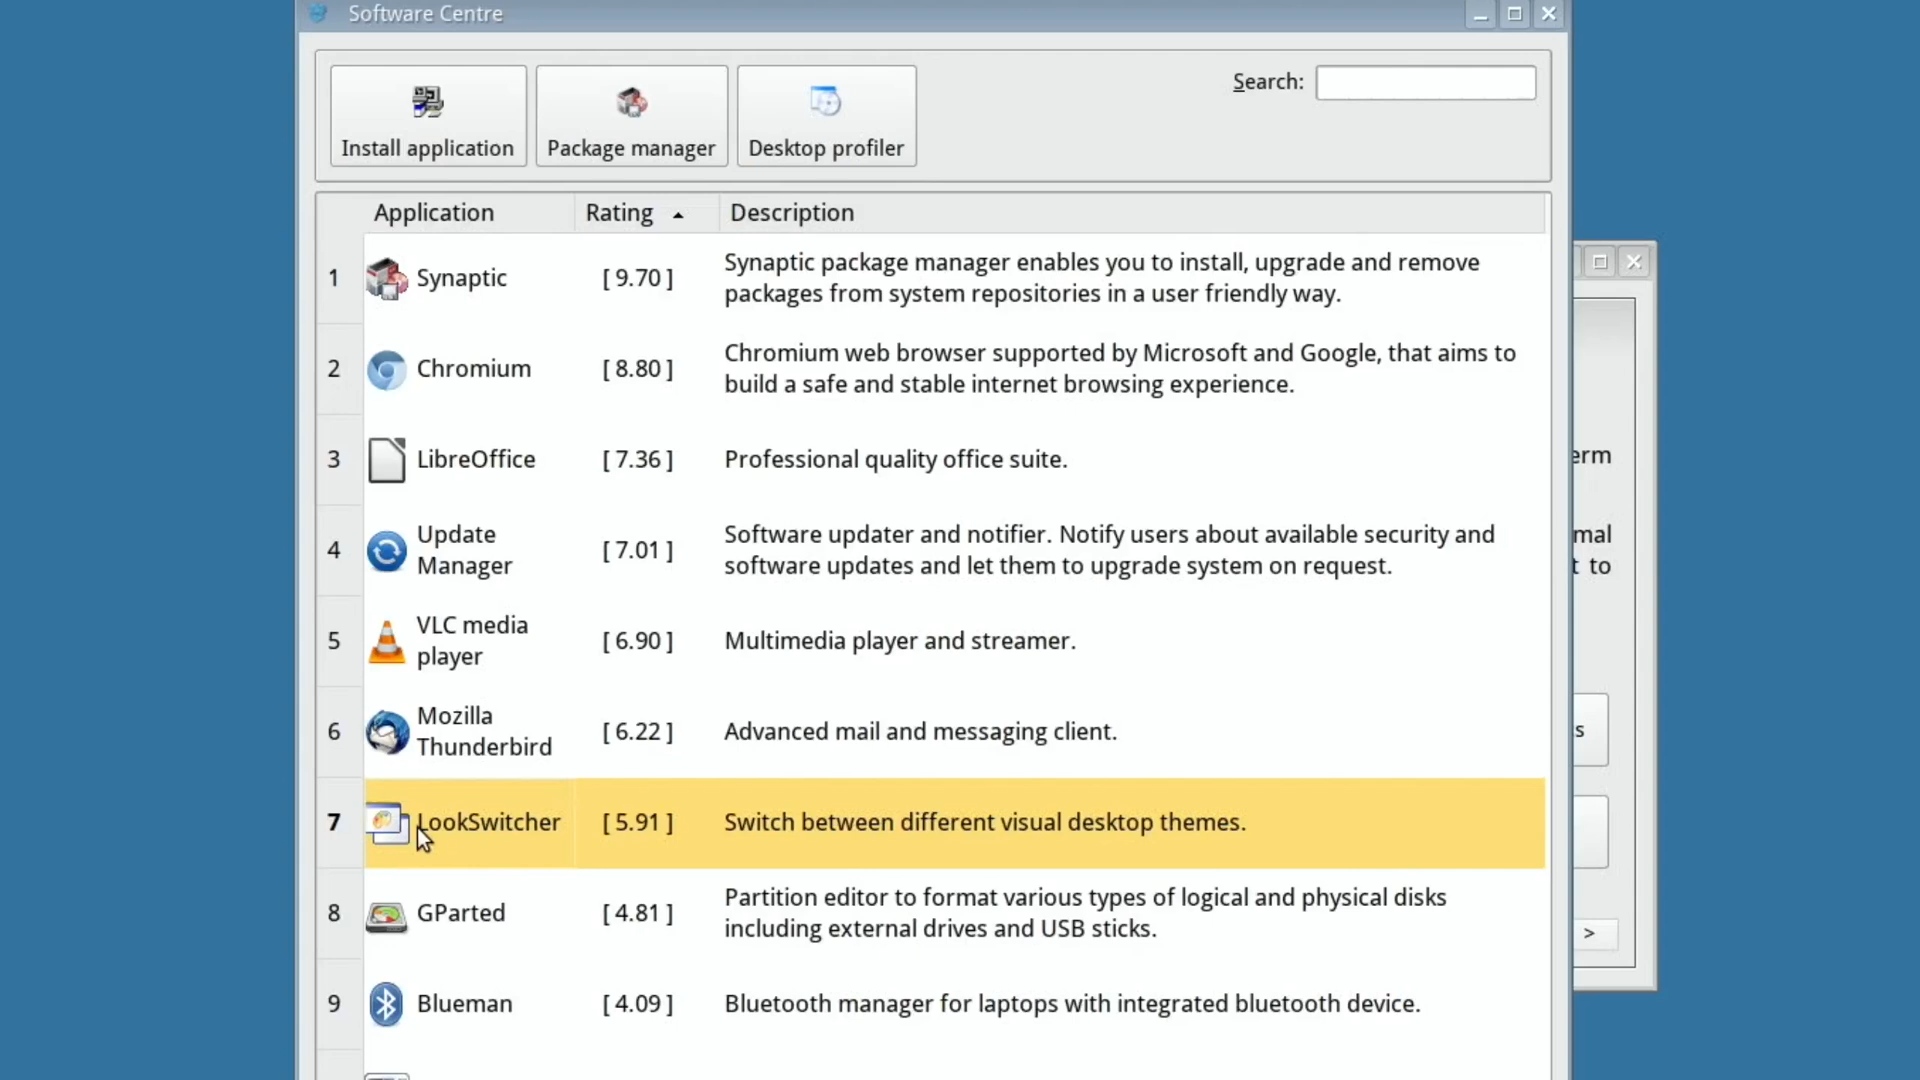 Software Centre
Install application
Package manager
Desktop profiler
Search:
Application
Rating
Description
1
Synaptic
[ 9.70 ]
Synaptic package manager enables you to install, upgrade and remove
packages from system repositories in a user friendly way.
2
Chromium
[ 8.80 ]
Chromium web browser supported by Microsoft and Google, that aims to
build a safe and stable internet browsing experience.
3
LibreOffice
[ 7.36 ]
Professional quality office suite.
4
Update
Manager
[ 7.01 ]
Software updater and notifier. Notify users about available security and
software updates and let them to upgrade system on request.
5
VLC media
player
[ 6.90 ]
Multimedia player and streamer.
6
Mozilla
Thunderbird
[ 6.22 ]
Advanced mail and messaging client.
7
LookSwitcher
[ 5.91 ]
Switch between different visual desktop themes.
8
GParted
[ 4.81 ]
Partition editor to format various types of logical and physical disks
including external drives and USB sticks.
9
Blueman
[ 4.09 ]
Bluetooth manager for laptops with integrated bluetooth device.
erm
mal
t to
s
>